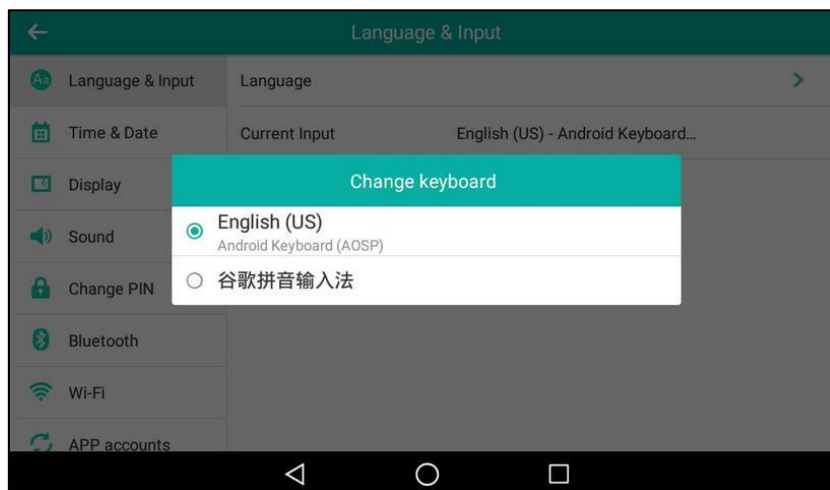 Language & Input
Aa
Language & Input
Language
Time & Date
Current Input
English (US) - Android Keyboard...
Display
Change keyboard
Sound
English (US)
Android Keyboard (AOSP)
Change PIN
谷歌拼音输入法
Bluetooth
Wi-Fi
APP accounts